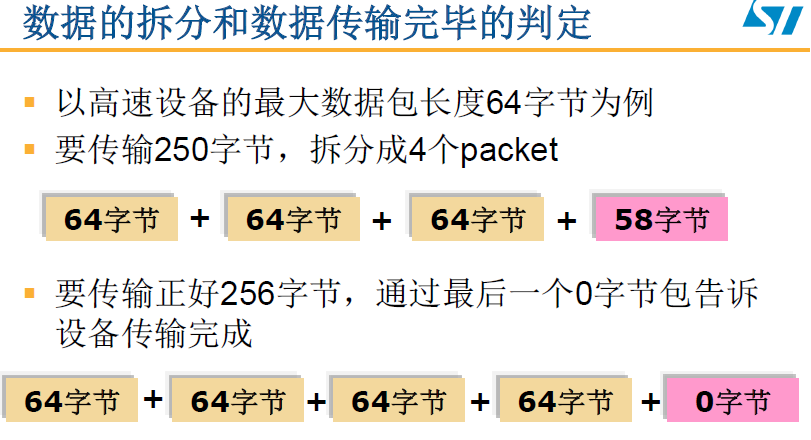 数据的拆分和数据传输完毕的判定
ST
以高速设备的最大数据包长度64字节为例
要传输250字节，拆分成4个packet
64字节 + 64字节 + 64字节 + 58字节
要传输正好256字节，通过最后一个0字节包告诉
设备传输完成
64字节 + 64字节 + 64字节 + 64字节 + 0字节